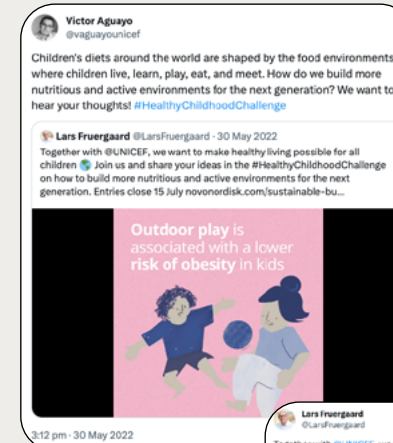 Victor Aguayo
@vaguayounicef
Children's diets around the world are shaped by the food environments
where children live, learn, play, eat, and meet. How do we build more
nutritious and active environments for the next generation? We want to
hear your thoughts! #HealthyChildhoodChallenge
Lars Fruergaard @LarsFruergaard · 30 May 2022
Together with @UNICEF, we want to make healthy living possible for all
children 🌎 Join us and share your ideas in the #HealthyChildhoodChallenge
on how to build more nutritious and active environments for the next
generation. Entries close 15 July novonordisk.com/sustainable-bu...
Outdoor play is
associated with a lower
risk of obesity in kids
3:12 pm · 30 May 2022
Lars Fruergaard
@LarsFruergaard